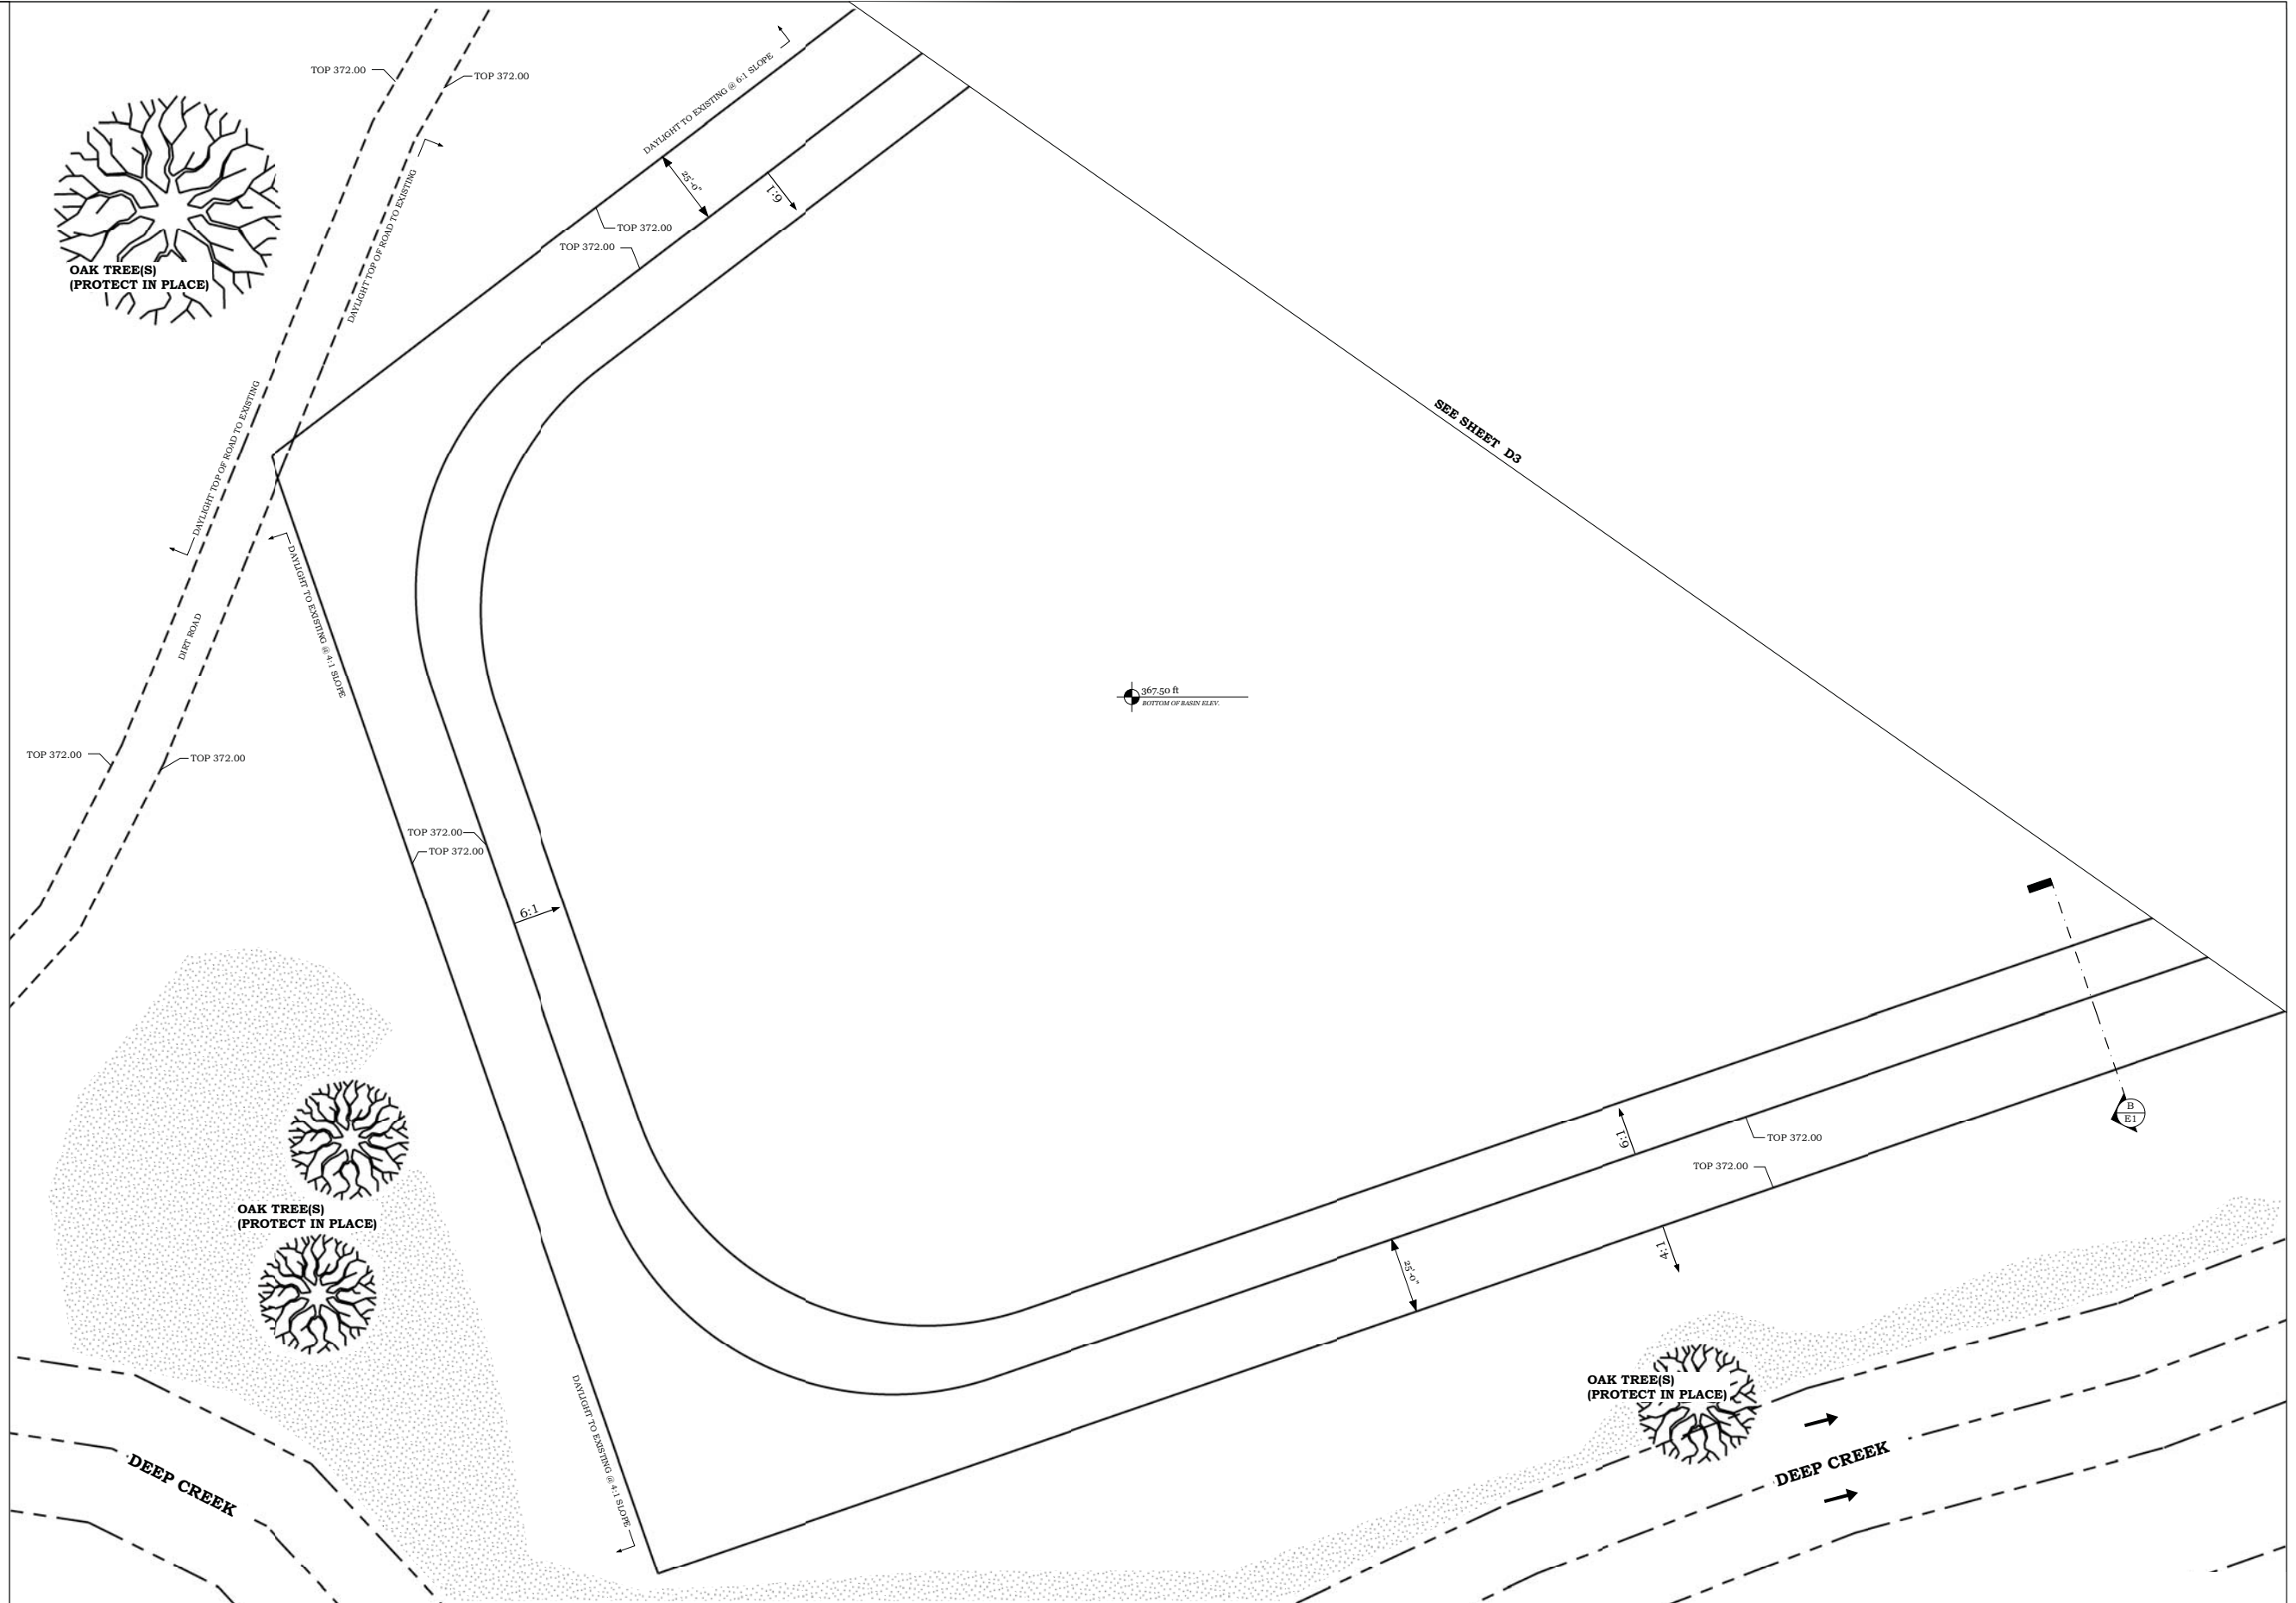 TOP 372.00
TOP 372.00
DAYLIGHT TO EXISTING @ 6:1 SLOPE
25'-0"
6:1
TOP 372.00
TOP 372.00
DAYLIGHT TOP OF ROAD TO EXISTING
OAK TREE(S)
(PROTECT IN PLACE)
SEE SHEET D3
DAYLIGHT TOP OF ROAD TO EXISTING
DAYLIGHT TO EXISTING @ 4:1 SLOPE
DIRT ROAD
367.50 ft
BOTTOM OF BASIN ELEV.
TOP 372.00
TOP 372.00
TOP 372.00
TOP 372.00
6:1
B
E1
6:1
TOP 372.00
TOP 372.00
OAK TREE(S)
(PROTECT IN PLACE)
4:1
25'-0"
OAK TREE(S)
(PROTECT IN PLACE)
DAYLIGHT TO EXISTING @ 4:1 SLOPE
DEEP CREEK
DEEP CREEK